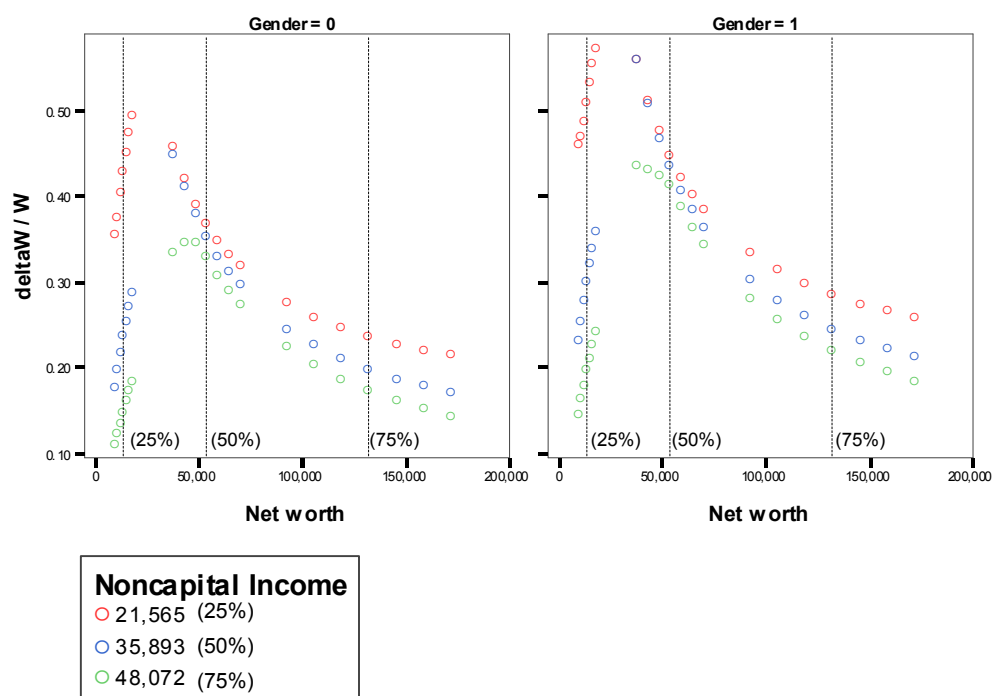 Gender = 0 Gender = 1
deltaW / W
0.50
0.40
0.30
0.20
0.10
(25%) (50%) (75%) (25%) (50%) (75%)
0 50,000 100,000 150,000 200,000 0 50,000 100,000 150,000 200,000
Net worth Net worth
Noncapital Income
21,565 (25%)
35,893 (50%)
48,072 (75%)